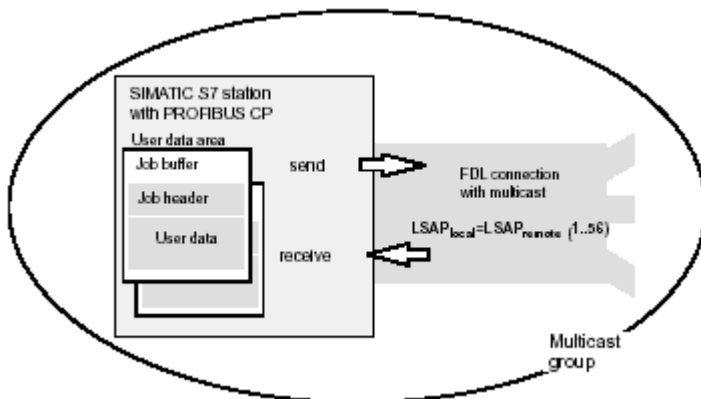 SIMATIC S7 station
with PROFIBUS CP
User data area
Job buffer
Job header
User data
send
receive
FDL connection
with multicast
LSAPlocal=LSAPremote (1..56)
Multicast
group